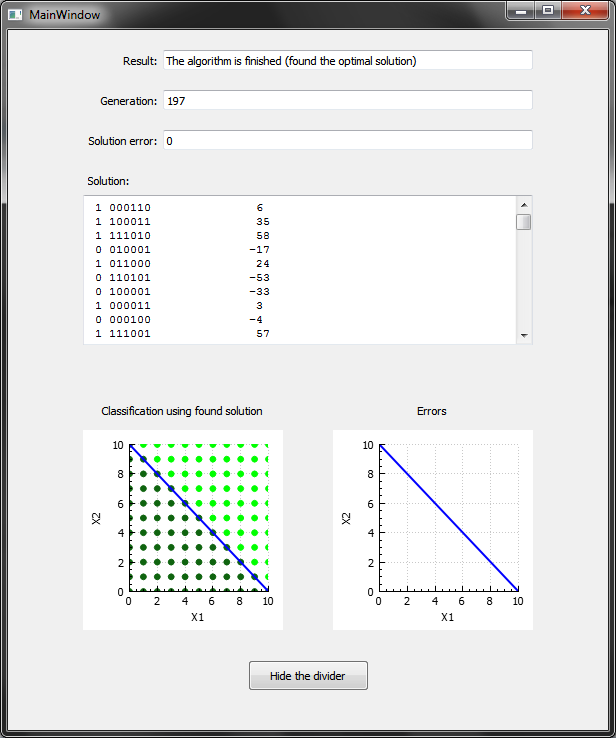 MainWindow
Result: The algorithm is finished (found the optimal solution)
Generation: 197
Solution error: 0
Solution:
1 000110 6
1 100011 35
1 111010 58
0 010001 -17
1 011000 24
0 110101 -53
0 100001 -33
1 000011 3
0 000100 -4
1 111001 57
Classification using found solution
10
8
6
4
2
0
X2
0 2 4 6 8 10
X1
Errors
10
8
6
4
2
0
X2
0 2 4 6 8 10
X1
Hide the divider